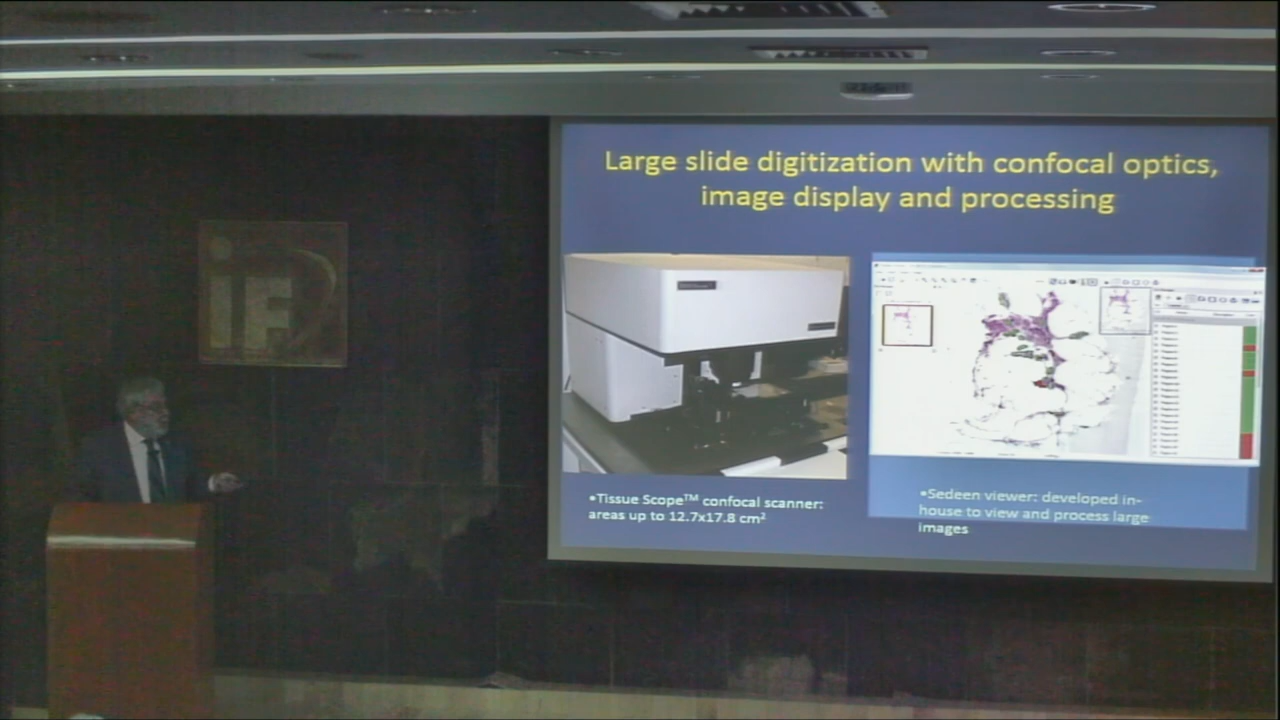 Large slide digitization with confocal optics,
image display and processing
iF
•Tissue Scope™ confocal scanner:
areas up to 12.7x17.8 cm²
•Sedeen viewer: developed in-
house to view and process large
images